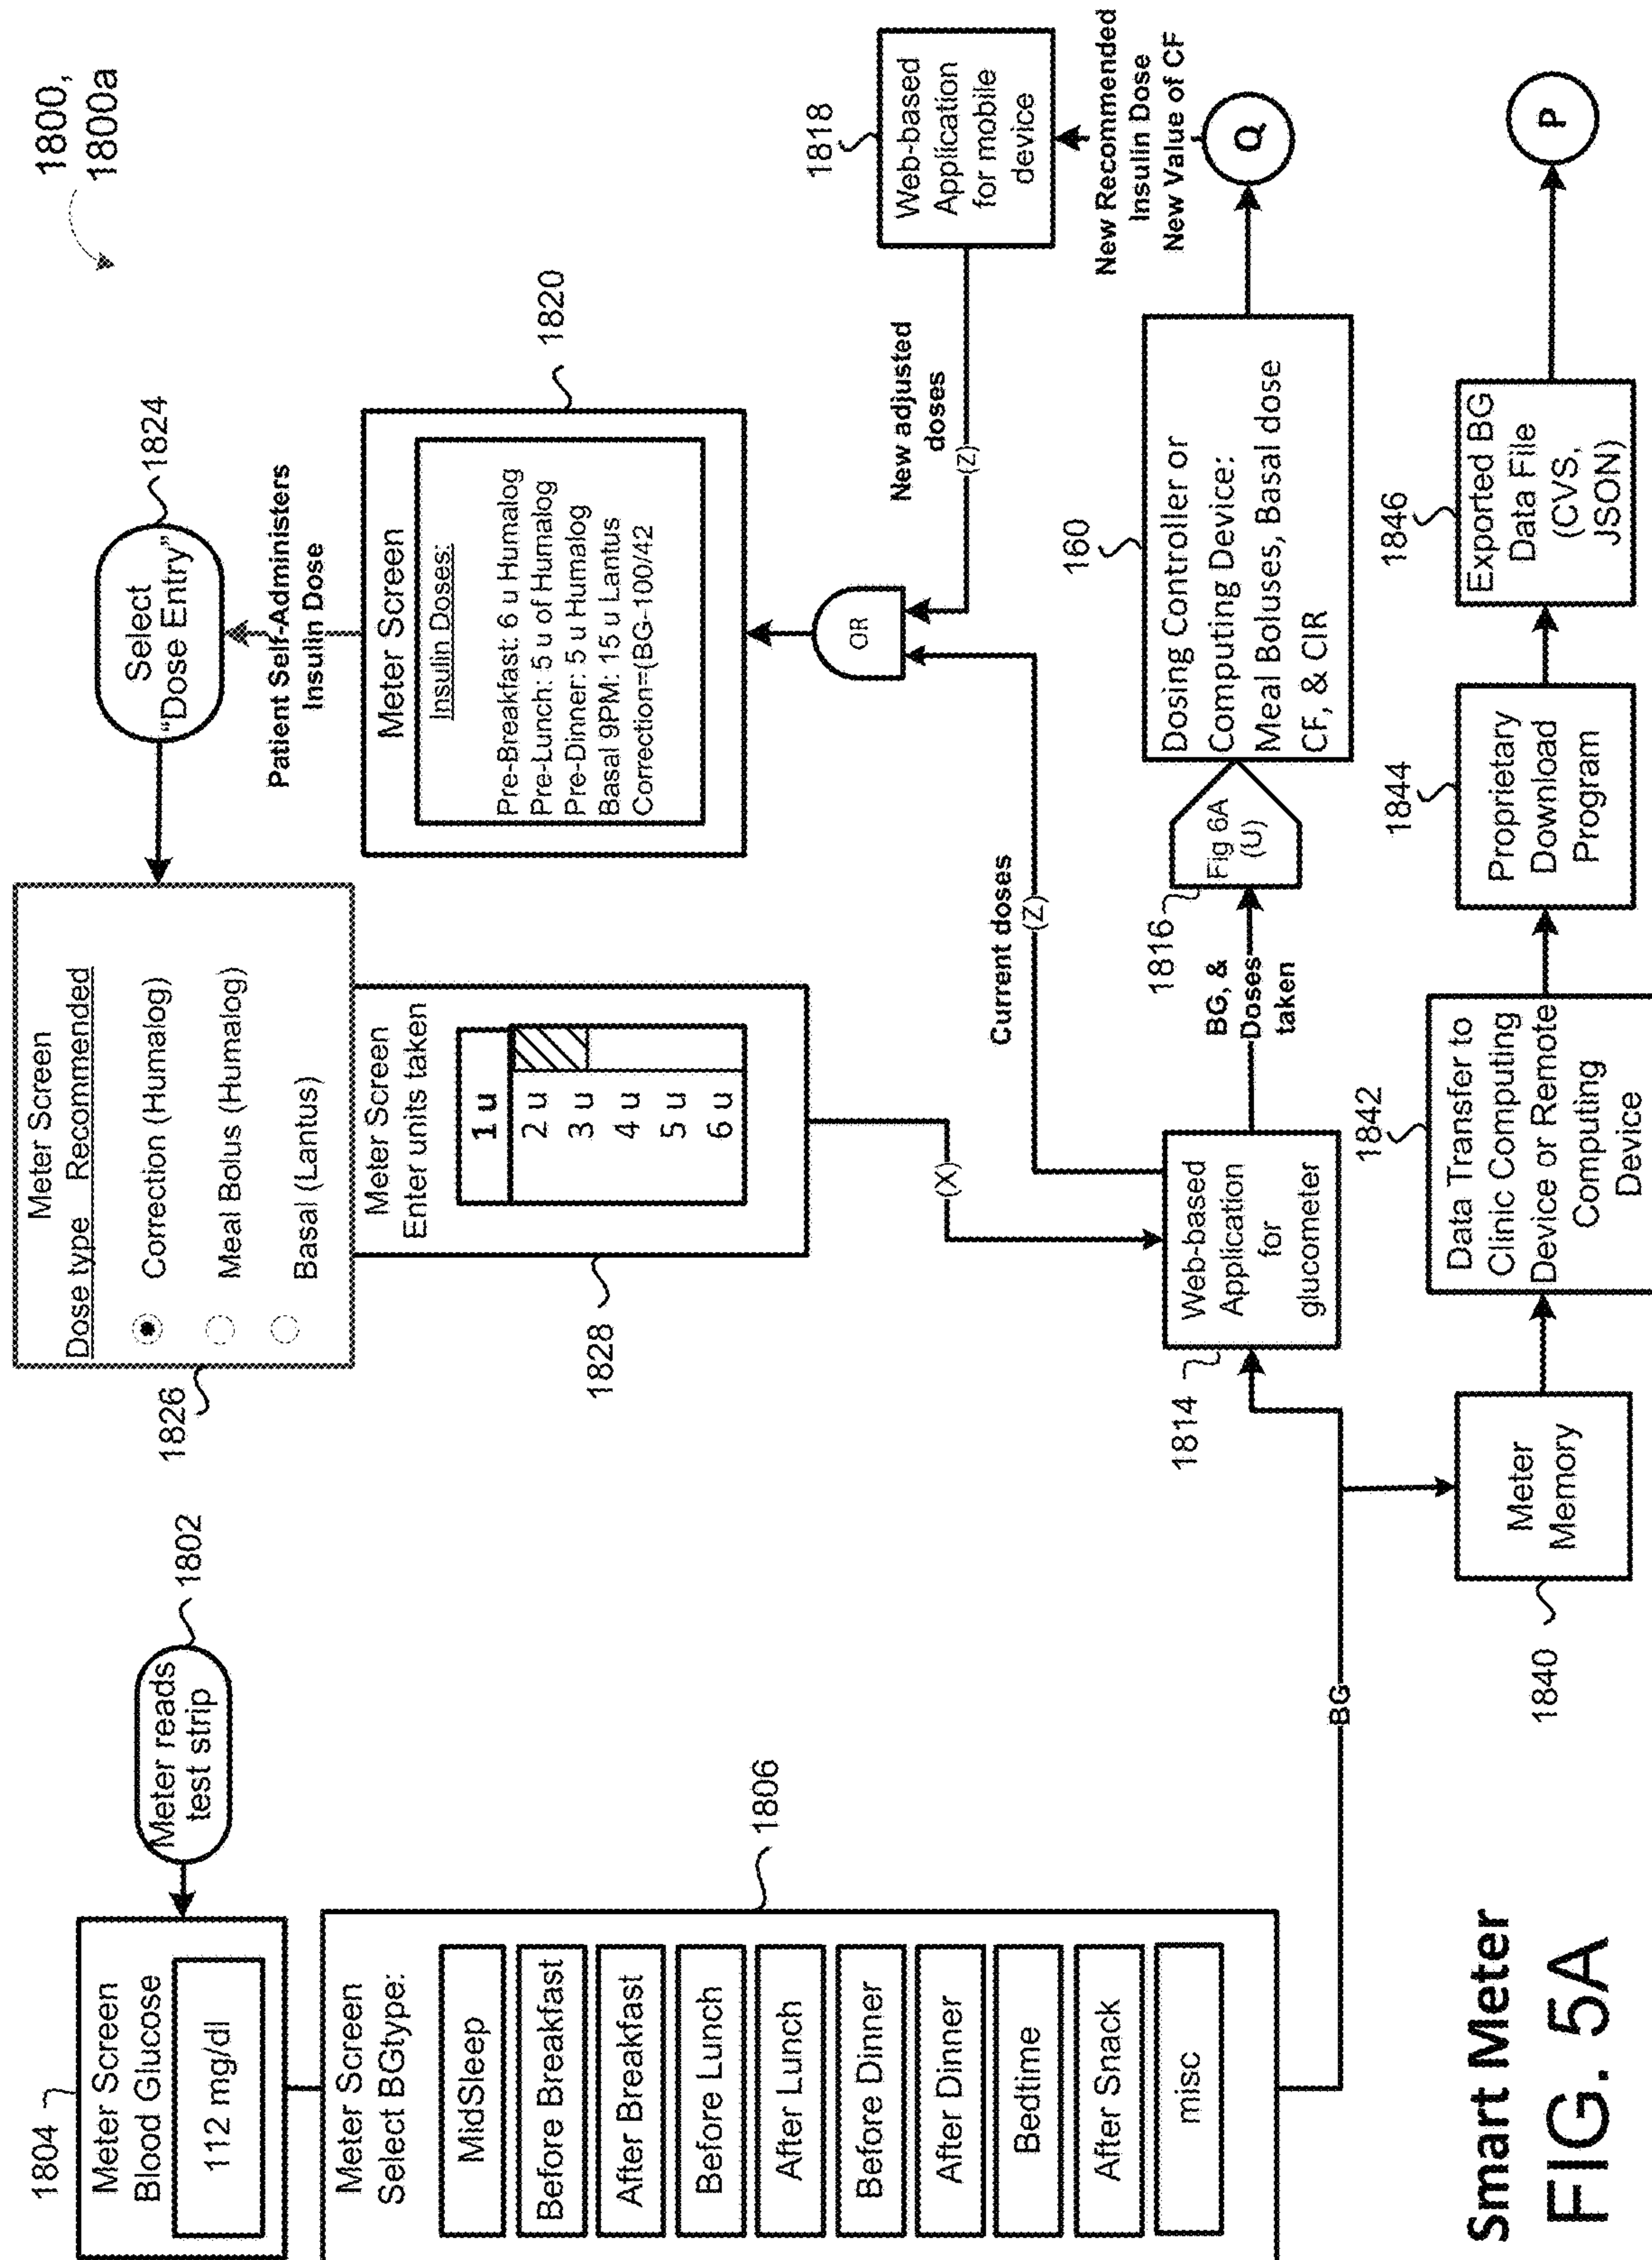 1800,
1800a
1804
Meter Screen
Blood Glucose
112 mg/dl
Meter reads
test strip
1802
Meter Screen
Select BGtype:
MidSleep
Before Breakfast
After Breakfast
Before Lunch
After Lunch
Before Dinner
After Dinner
Bedtime
After Snack
misc
1806
1826
Meter Screen
Dose type Recommended
Correction (Humalog)
Meal Bolus (Humalog)
Basal (Lantus)
Meter Screen
Enter units taken
1 u
2 u
3 u
4 u
5 u
6 u
1828
Select
"Dose Entry"
1824
Patient Self-Administers
Insulin Dose
Meter Screen
Insulin Doses:
Pre-Breakfast: 6 u Humalog
Pre-Lunch: 5 u of Humalog
Pre-Dinner: 5 u Humalog
Basal 9PM: 15 u Lantus
Correction=(BG-100/42
1820
OR
New adjusted
doses
(Z)
1818
Web-based
Application
for mobile
device
New Recommended
Insulin Dose
New Value of CF
Q
(X)
Current doses
(Z)
BG
1814
Web-based
Application
for
glucometer
BG, &
Doses
taken
1816
Fig 6A
(U)
160
Dosing Controller or
Computing Device:
Meal Boluses, Basal dose
CF, & CIR
1840
Meter
Memory
1842
Data Transfer to
Clinic Computing
Device or Remote
Computing
Device
1844
Proprietary
Download
Program
1846
Exported BG
Data File
(CVS,
JSON)
P
Smart Meter
FIG. 5A